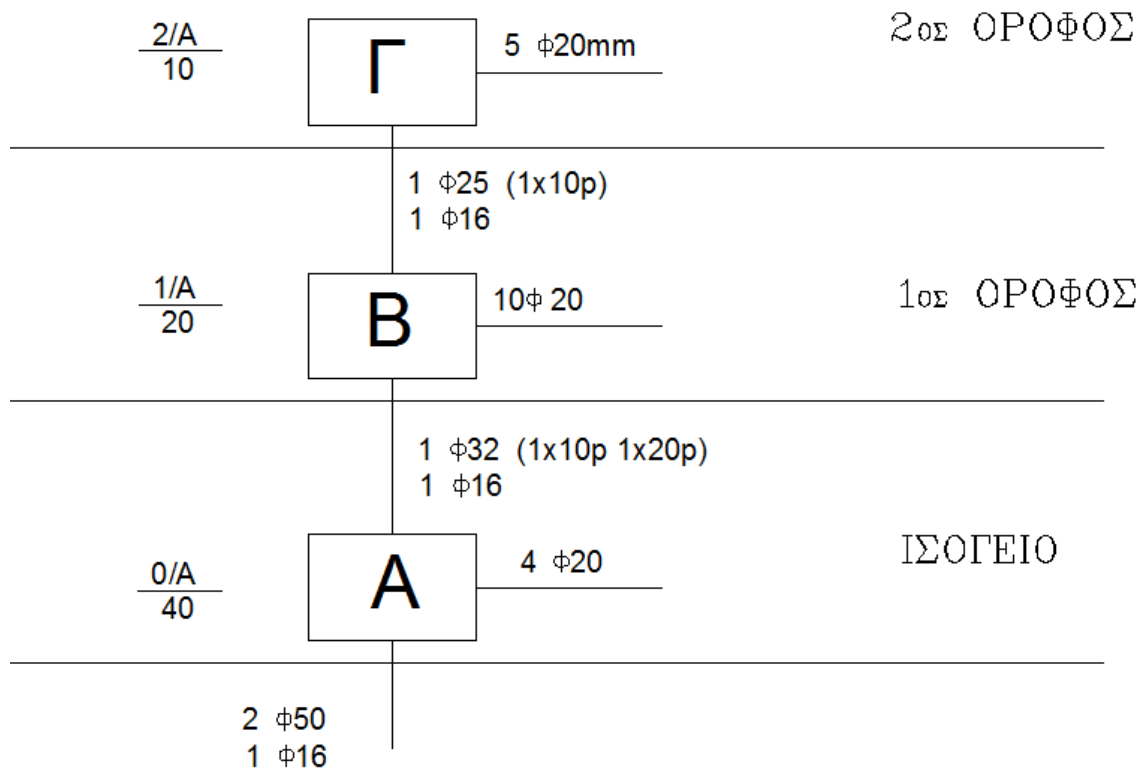 2/A
10
Γ
5 φ20mm
2ος ΟΡΟΦΟΣ
1 φ25 (1x10p)
1 φ16
1/A
20
B
10φ 20
1ος ΟΡΟΦΟΣ
1 φ32 (1x10p 1x20p)
1 φ16
0/A
40
A
4 φ20
ΙΣΟΓΕΙΟ
2 φ50
1 φ16